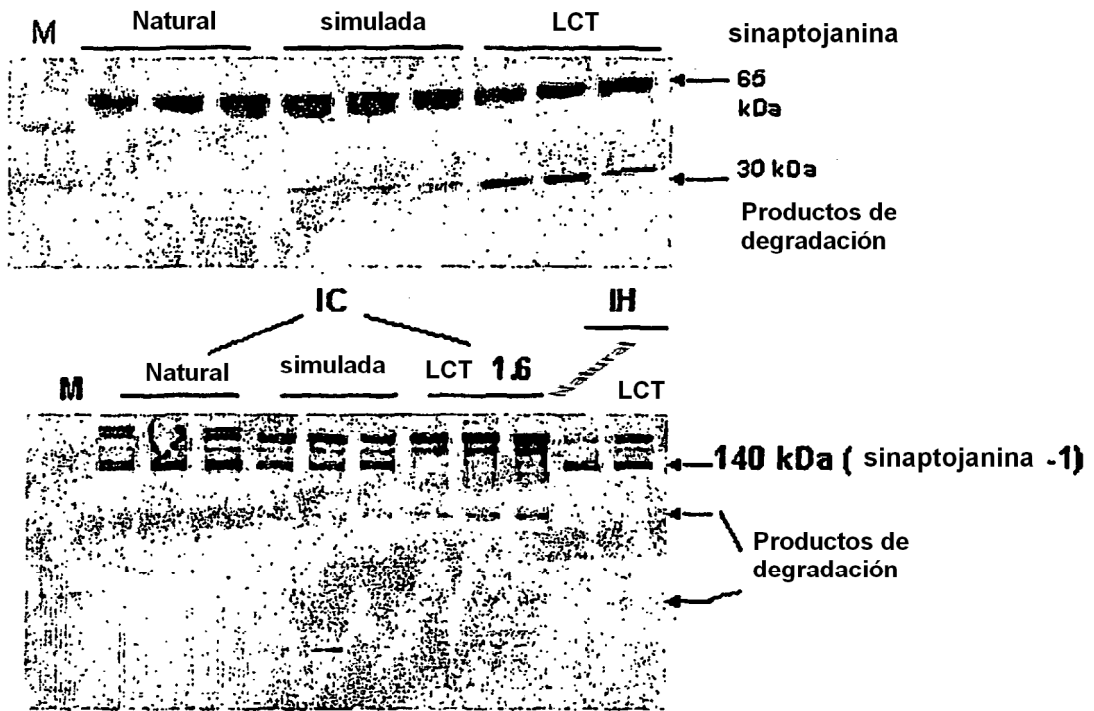 M Natural simulada LCT sinaptojanina
65
kDa
30 kDa
Productos de
degradación
IC IH
M Natural simulada LCT 1.6 Natural LCT
140 kDa ( sinaptojanina -1)
Productos de
degradación